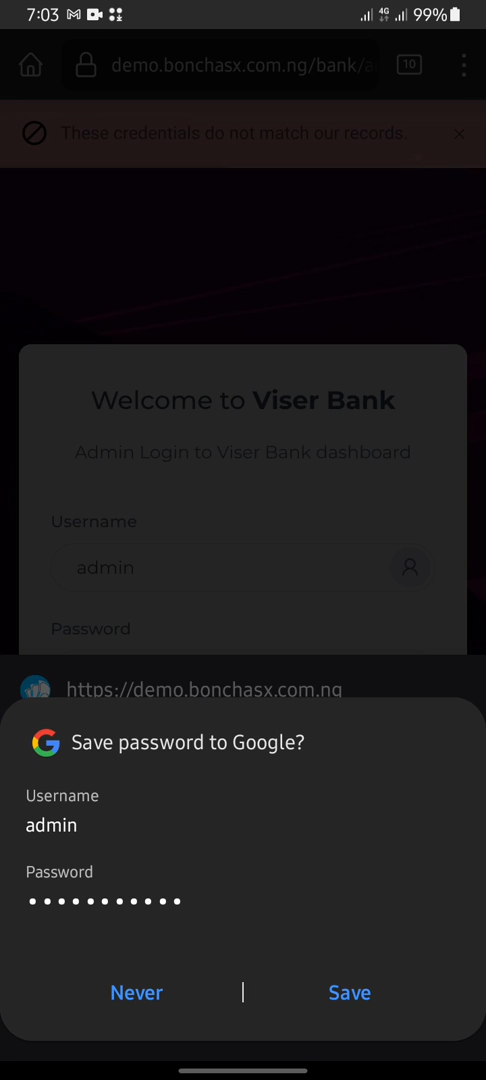 7:03
4G
99%
demo.bonchasx.com.ng/bank/a
10
These credentials do not match our records.
Welcome to Viser Bank
Admin Login to Viser Bank dashboard
Username
admin
Password
https://demo.bonchasx.com.ng
Save password to Google?
Username
admin
Password
Never | Save